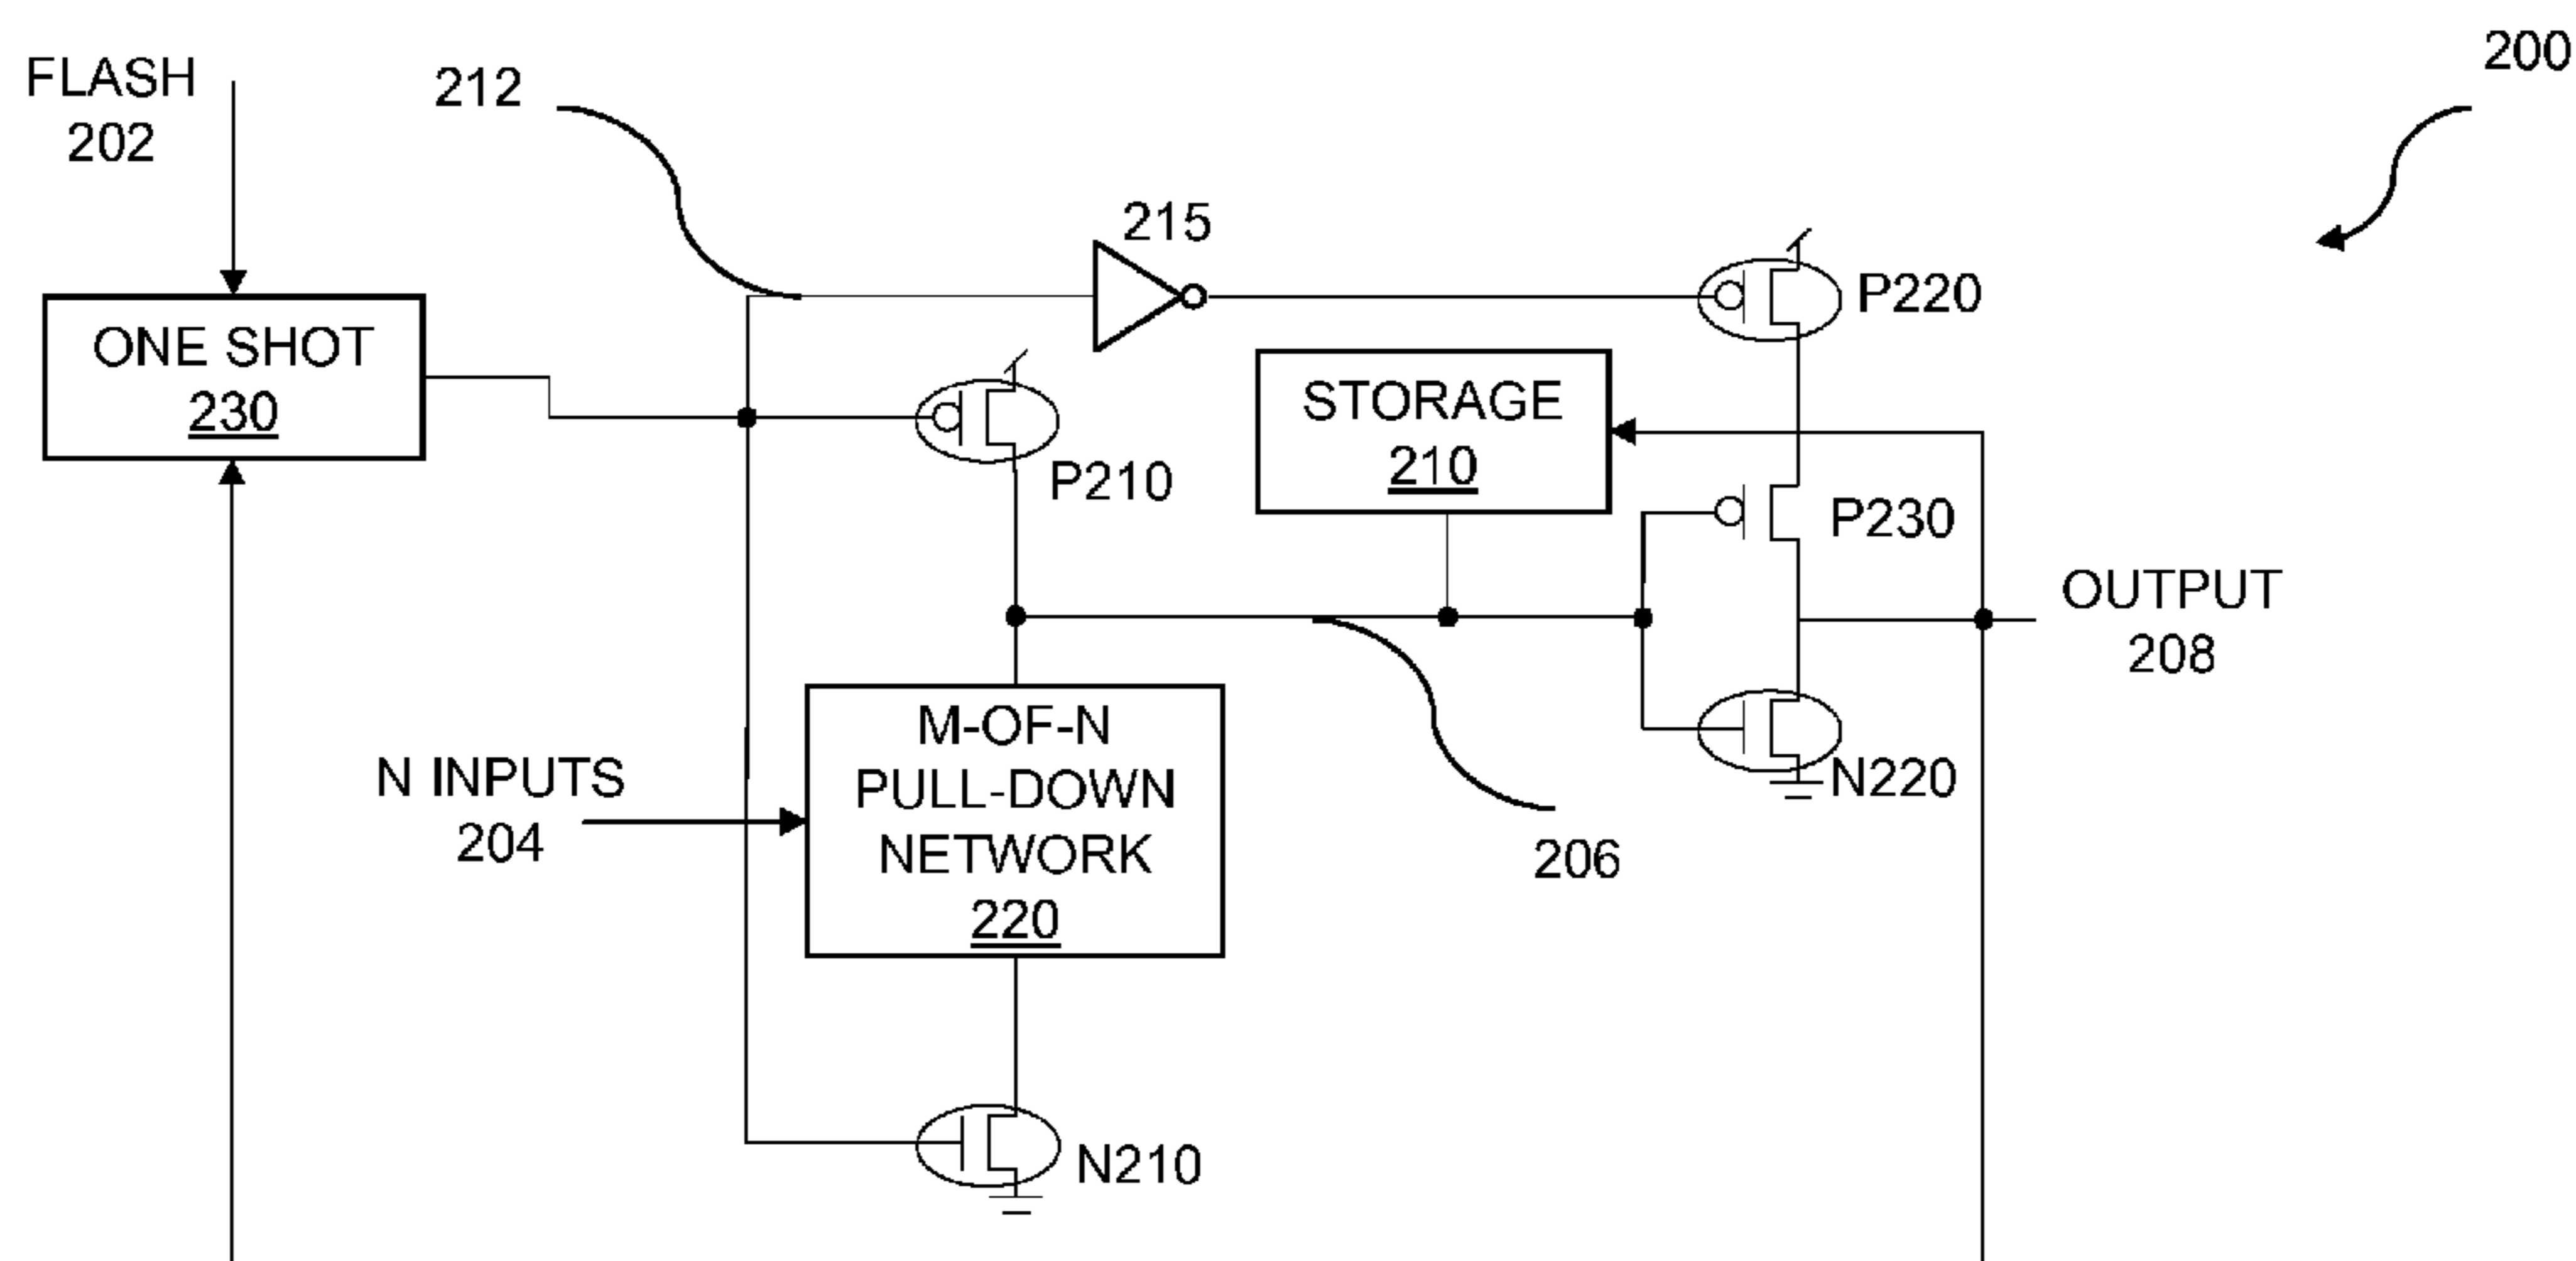 200
FLASH
202
212
215
P220
ONE SHOT
230
STORAGE
210
P210
P230
OUTPUT
208
M-OF-N
PULL-DOWN
NETWORK
220
N INPUTS
204
N220
206
N210